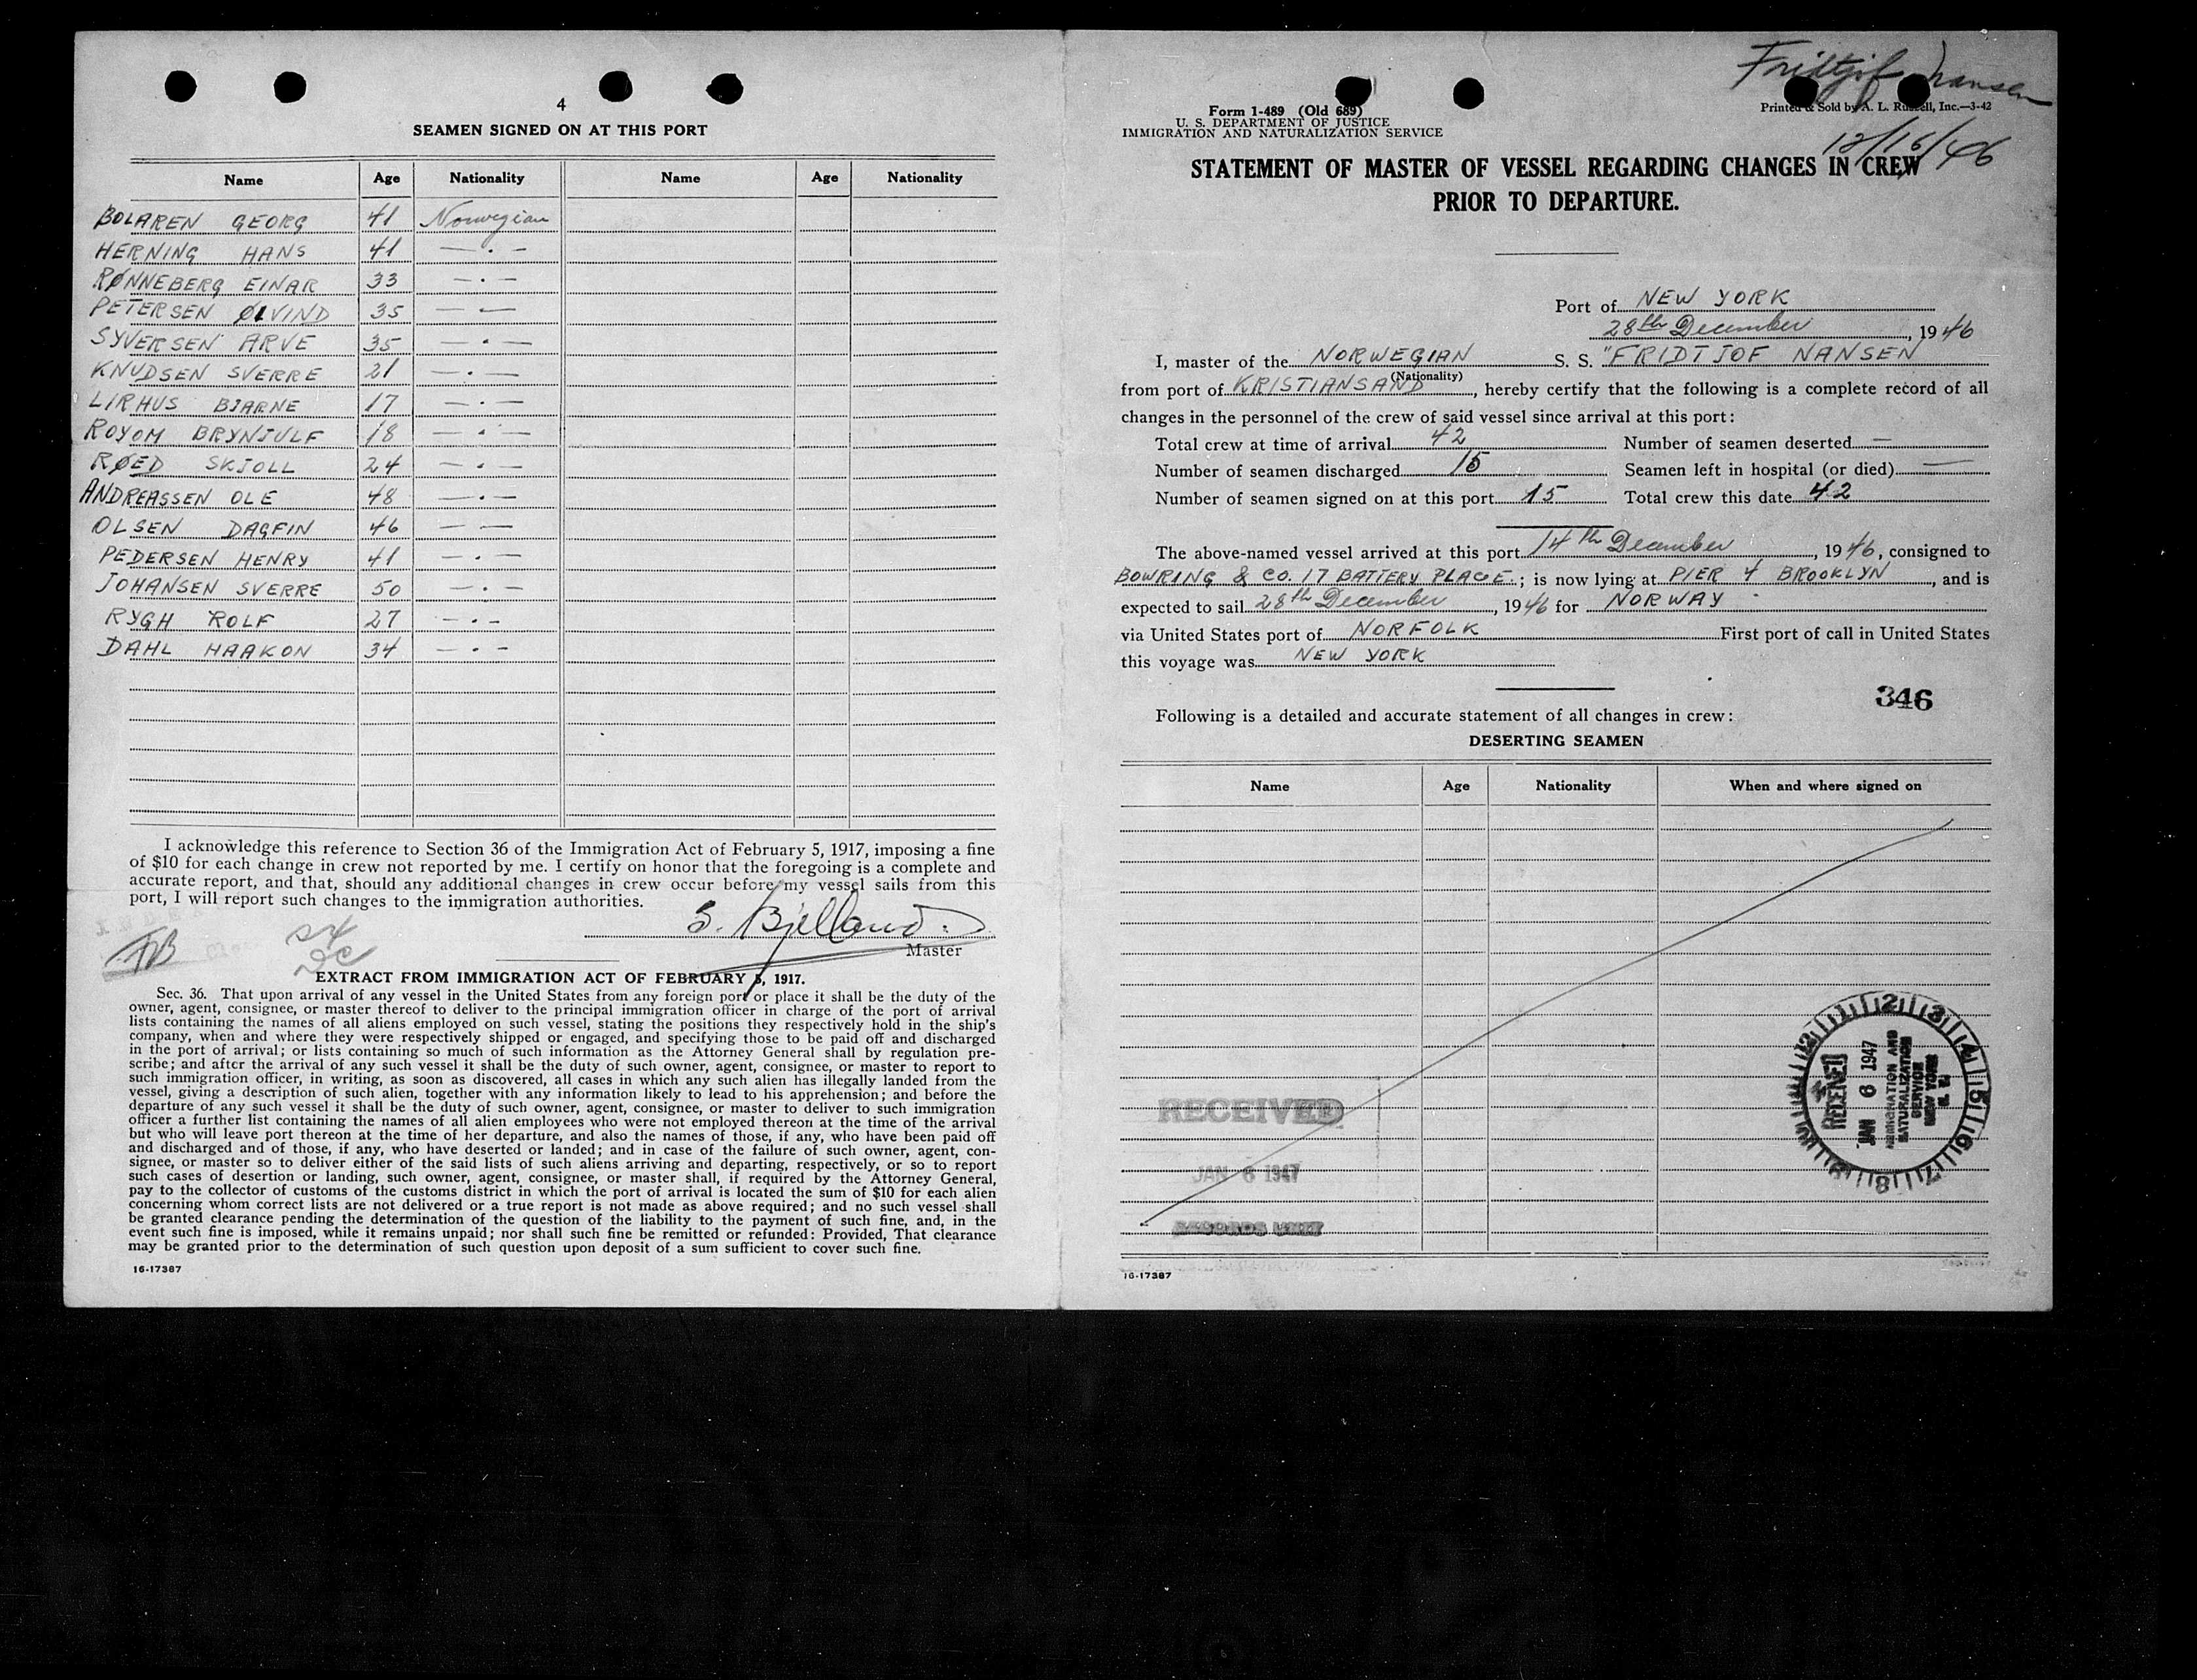 4
SEAMEN SIGNED ON AT THIS PORT
Name Age Nationality Name Age Nationality
BOLAREN GEORG 41 Norwegian
HERNING HANS 41 — . —
RØNNEBERG EINAR 33 — . —
PETERSEN ØIVIND 35 — —
SYVERSEN ARVE 35 — . —
KNUDSEN SVERRE 21 — . —
LIRHUS BJARNE 17 — . —
ROYOM BRYNJULF 18 — . —
RØED SKJOLL 24 — . —
ANDREASSEN OLE 48 — . —
OLSEN DAGFIN 46 — —
PEDERSEN HENRY 41 — . —
JOHANSEN SVERRE 50 — . —
RYGH ROLF 27 — . —
DAHL HAAKON 34 — . —
I acknowledge this reference to Section 36 of the Immigration Act of February 5, 1917, imposing a fine
of $10 for each change in crew not reported by me. I certify on honor that the foregoing is a complete and
accurate report, and that, should any additional changes in crew occur before my vessel sails from this
port, I will report such changes to the immigration authorities.
S. Bjelland
Master
EXTRACT FROM IMMIGRATION ACT OF FEBRUARY 5, 1917.
Sec. 36. That upon arrival of any vessel in the United States from any foreign port or place it shall be the duty of the
owner, agent, consignee, or master thereof to deliver to the principal immigration officer in charge of the port of arrival
lists containing the names of all aliens employed on such vessel, stating the positions they respectively hold in the ship's
company, when and where they were respectively shipped or engaged, and specifying those to be paid off and discharged
in the port of arrival; or lists containing so much of such information as the Attorney General shall by regulation pre-
scribe; and after the arrival of any such vessel it shall be the duty of such owner, agent, consignee, or master to report to
such immigration officer, in writing, as soon as discovered, all cases in which any such alien has illegally landed from the
vessel, giving a description of such alien, together with any information likely to lead to his apprehension; and before the
departure of any such vessel it shall be the duty of such owner, agent, consignee, or master to deliver to such immigration
officer a further list containing the names of all alien employees who were not employed thereon at the time of the arrival
but who will leave port thereon at the time of her departure, and also the names of those, if any, who have been paid off
and discharged and of those, if any, who have deserted or landed; and in case of the failure of such owner, agent, con-
signee, or master so to deliver either of the said lists of such aliens arriving and departing, respectively, or so to report
such cases of desertion or landing, such owner, agent, consignee, or master shall, if required by the Attorney General,
pay to the collector of customs of the customs district in which the port of arrival is located the sum of $10 for each alien
concerning whom correct lists are not delivered or a true report is not made as above required; and no such vessel shall
be granted clearance pending the determination of the question of the liability to the payment of such fine, and, in the
event such fine is imposed, while it remains unpaid; nor shall such fine be remitted or refunded: Provided, That clearance
may be granted prior to the determination of such question upon deposit of a sum sufficient to cover such fine.
16-17387
Fridtjof Nansen
12/16/46
Form 1-489 (Old 689)
U. S. DEPARTMENT OF JUSTICE
IMMIGRATION AND NATURALIZATION SERVICE
Printed & Sold by A. L. Russell, Inc.—3-42
STATEMENT OF MASTER OF VESSEL REGARDING CHANGES IN CREW
PRIOR TO DEPARTURE.
Port of NEW YORK
28th December, 1946
I, master of the NORWEGIAN S. S. "FRIDTJOF NANSEN
(Nationality)
from port of KRISTIANSAND, hereby certify that the following is a complete record of all
changes in the personnel of the crew of said vessel since arrival at this port:
Total crew at time of arrival 42 Number of seamen deserted —
Number of seamen discharged 15 Seamen left in hospital (or died) —
Number of seamen signed on at this port 15 Total crew this date 42
The above-named vessel arrived at this port 14th December, 1946, consigned to
BOWRING & CO. 17 BATTERY PLACE; is now lying at PIER 4 BROOKLYN, and is
expected to sail 28th December, 1946 for NORWAY
via United States port of NORFOLK First port of call in United States
this voyage was NEW YORK
346
Following is a detailed and accurate statement of all changes in crew:
DESERTING SEAMEN
Name Age Nationality When and where signed on
RECEIVED
JAN 6 1947
RECORDS UNIT
RECEIVED
JAN 6 1947
IMMIGRATION AND
NATURALIZATION
SERVICE
NEW YORK
N. Y.
16-17387